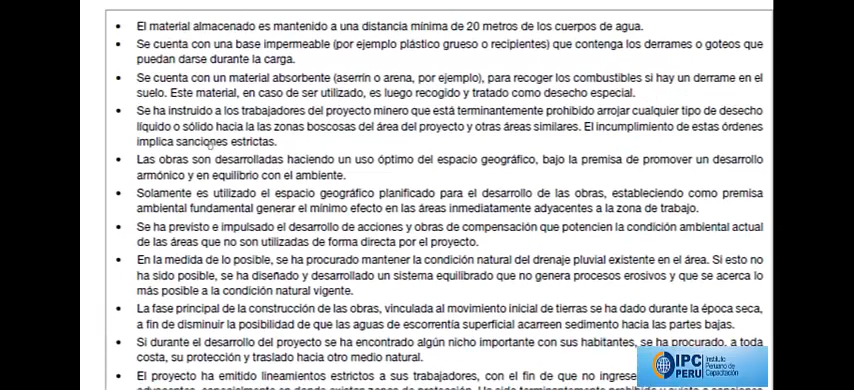 • El material almacenado es mantenido a una distancia mínima de 20 metros de los cuerpos de agua.
• Se cuenta con una base impermeable (por ejemplo plástico grueso o recipientes) que contenga los derrames o goteos que
puedan darse durante la carga.
• Se cuenta con un material absorbente (aserrín o arena, por ejemplo), para recoger los combustibles si hay un derrame en el
suelo. Este material, en caso de ser utilizado, es luego recogido y tratado como desecho especial.
• Se ha instruido a los trabajadores del proyecto minero que está terminantemente prohibido arrojar cualquier tipo de desecho
líquido o sólido hacia la las zonas boscosas del área del proyecto y otras áreas similares. El incumplimiento de estas órdenes
implica sanciones estrictas.
• Las obras son desarrolladas haciendo un uso óptimo del espacio geográfico, bajo la premisa de promover un desarrollo
armónico y en equilibrio con el ambiente.
• Solamente es utilizado el espacio geográfico planificado para el desarrollo de las obras, estableciendo como premisa
ambiental fundamental generar el mínimo efecto en las áreas inmediatamente adyacentes a la zona de trabajo.
• Se ha previsto e impulsado el desarrollo de acciones y obras de compensación que potencien la condición ambiental actual
de las áreas que no son utilizadas de forma directa por el proyecto.
• En la medida de lo posible, se ha procurado mantener la condición natural del drenaje pluvial existente en el área. Si esto no
ha sido posible, se ha diseñado y desarrollado un sistema equilibrado que no genera procesos erosivos y que se acerca lo
más posible a la condición natural vigente.
• La fase principal de la construcción de las obras, vinculada al movimiento inicial de tierras se ha dado durante la época seca,
a fin de disminuir la posibilidad de que las aguas de escorrentía superficial acarreen sedimento hacia las partes bajas.
• Si durante el desarrollo del proyecto se ha encontrado algún nicho importante con sus habitantes, se ha procurado, a toda
costa, su protección y traslado hacia otro medio natural.
• El proyecto ha emitido lineamientos estrictos a sus trabajadores, con el fin de que no ingrese
IPC PERU
Instituto
Peruano de
Capacitación